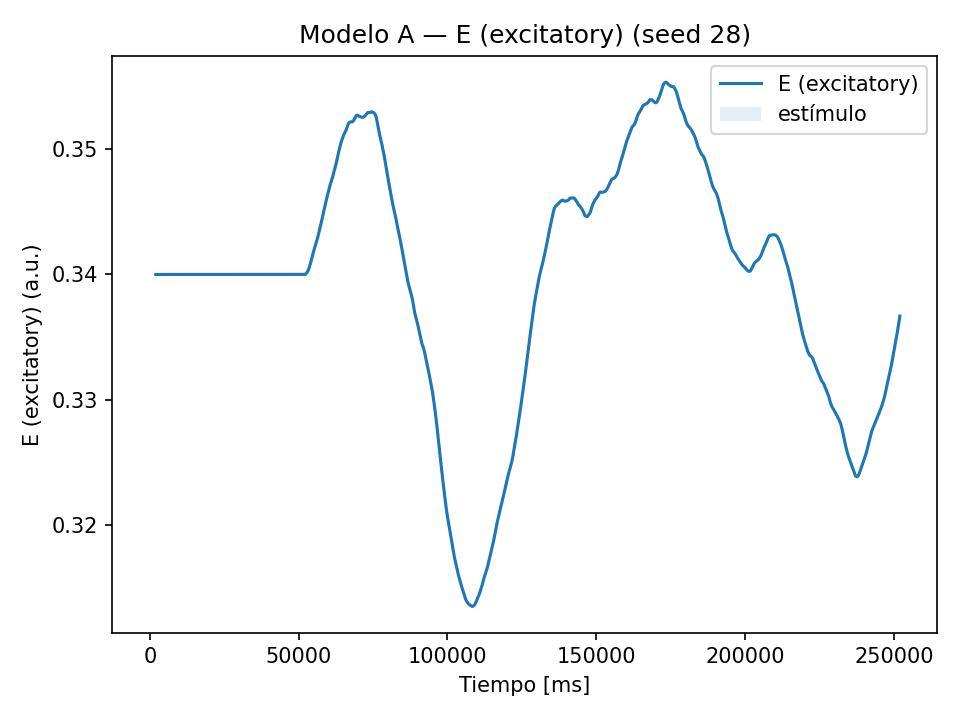 Modelo A — E (excitatory) (seed 28)
E (excitatory)
estímulo
E (excitatory) (a.u.)
0.35
0.34
0.33
0.32
0 50000 100000 150000 200000 250000
Tiempo [ms]